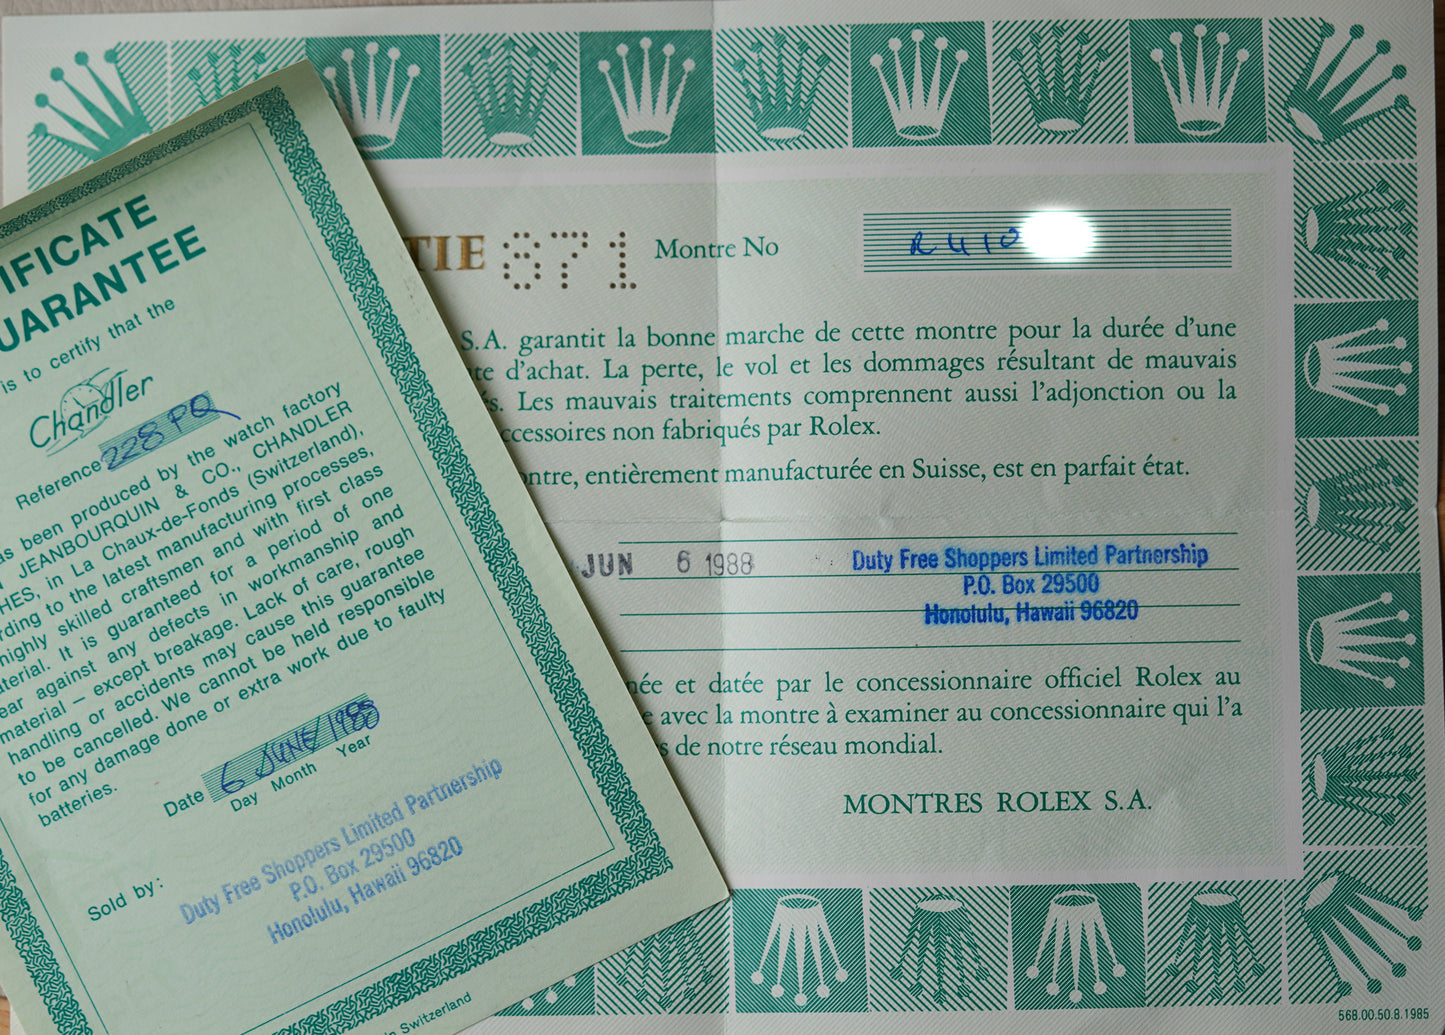 IFICATE
UARANTEE
is to certify that the
Chandler
Reference 228 PQ
as been produced by the watch factory
JEANBOURQUIN & CO., CHANDLER
HES, in La Chaux-de-Fonds (Switzerland),
rding to the latest manufacturing processes,
highly skilled craftsmen and with first class
aterial. It is guaranteed for a period of one
ear against any defects in workmanship and
material – except breakage. Lack of care, rough
handling or accidents may cause this guarantee
to be cancelled. We cannot be held responsible
for any damage done or extra work due to faulty
batteries.
Date 6 JUNE/1988
Day Month Year
Sold by:
Duty Free Shoppers Limited Partnership
P.O. Box 29500
Honolulu, Hawaii 96820
in Switzerland
TIE 871 Montre No R410
S.A. garantit la bonne marche de cette montre pour la durée d'une
te d'achat. La perte, le vol et les dommages résultant de mauvais
s. Les mauvais traitements comprennent aussi l'adjonction ou la
ccessoires non fabriqués par Rolex.
ontre, entièrement manufacturée en Suisse, est en parfait état.
JUN 6 1988
Duty Free Shoppers Limited Partnership
P.O. Box 29500
Honolulu, Hawaii 96820
née et datée par le concessionnaire officiel Rolex au
e avec la montre à examiner au concessionnaire qui l'a
s de notre réseau mondial.
MONTRES ROLEX S.A.
568.00.50.8.1985